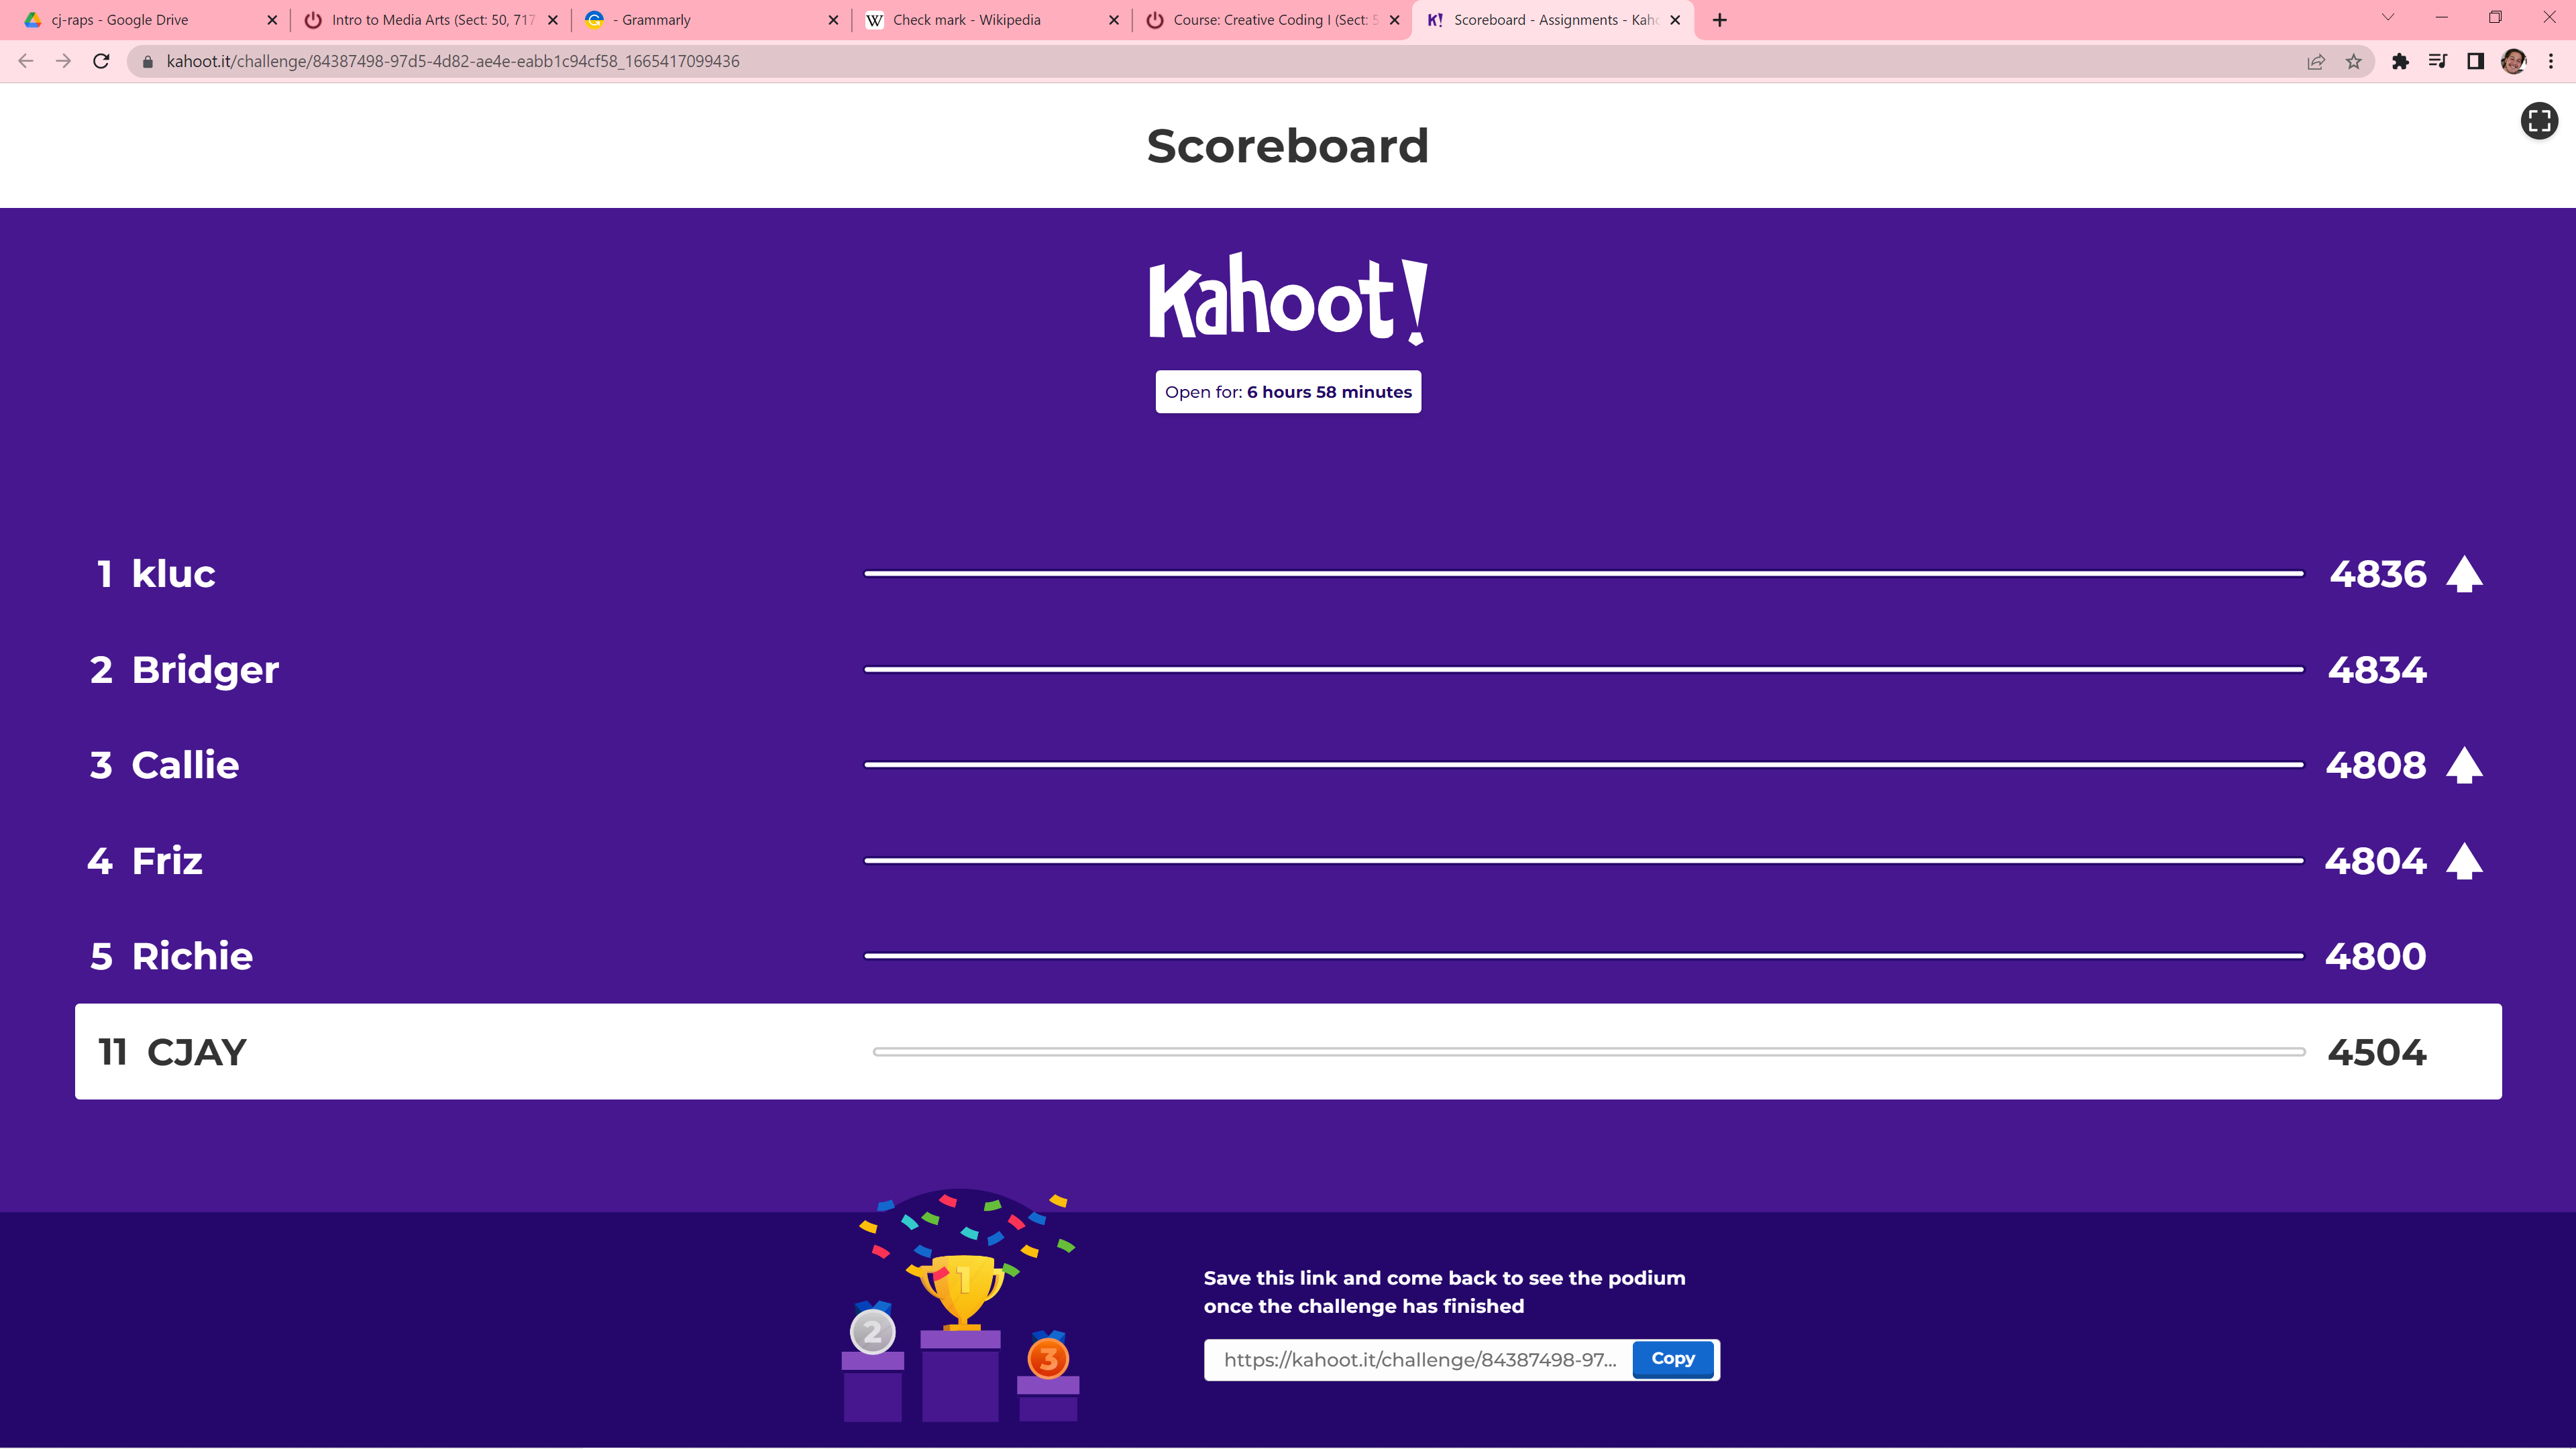 cj-raps - Google Drive
Intro to Media Arts (Sect: 50, 717
- Grammarly
Check mark - Wikipedia
Course: Creative Coding I (Sect: 5
Scoreboard - Assignments - Kaho
kahoot.it/challenge/84387498-97d5-4d82-ae4e-eabb1c94cf58_1665417099436
Scoreboard
Kahoot!
Open for: 6 hours 58 minutes
1 kluc 4836
2 Bridger 4834
3 Callie 4808
4 Friz 4804
5 Richie 4800
11 CJAY 4504
1
2
3
Save this link and come back to see the podium
once the challenge has finished
https://kahoot.it/challenge/84387498-97... Copy